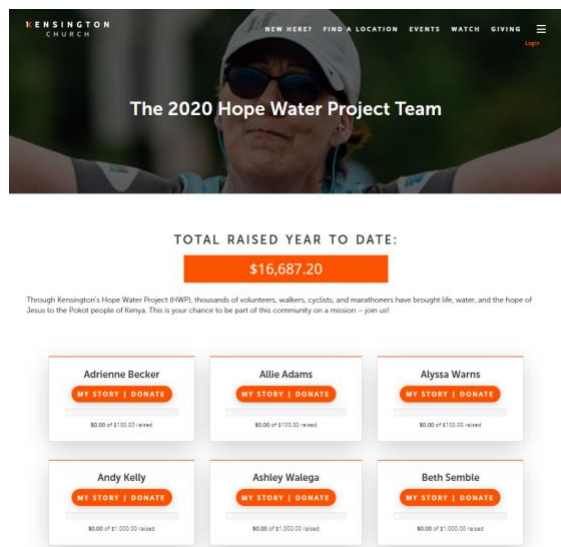 KENSINGTON
CHURCH
NEW HERE? FIND A LOCATION EVENTS WATCH GIVING
Login
The 2020 Hope Water Project Team
TOTAL RAISED YEAR TO DATE:
$16,687.20
Through Kensington's Hope Water Project (HWP), thousands of volunteers, walkers, cyclists, and marathoners have brought life, water, and the hope of
Jesus to the Pokot people of Kenya. This is your chance to be part of this community on a mission – join us!
Adrienne Becker Allie Adams Alyssa Warns
MY STORY | DONATE MY STORY | DONATE MY STORY | DONATE
$0.00 of $100.00 raised $0.00 of $100.00 raised $0.00 of $100.00 raised
Andy Kelly Ashley Walega Beth Semble
MY STORY | DONATE MY STORY | DONATE MY STORY | DONATE
$0.00 of $1,000.00 raised $0.00 of $1,000.00 raised $0.00 of $1,000.00 raised